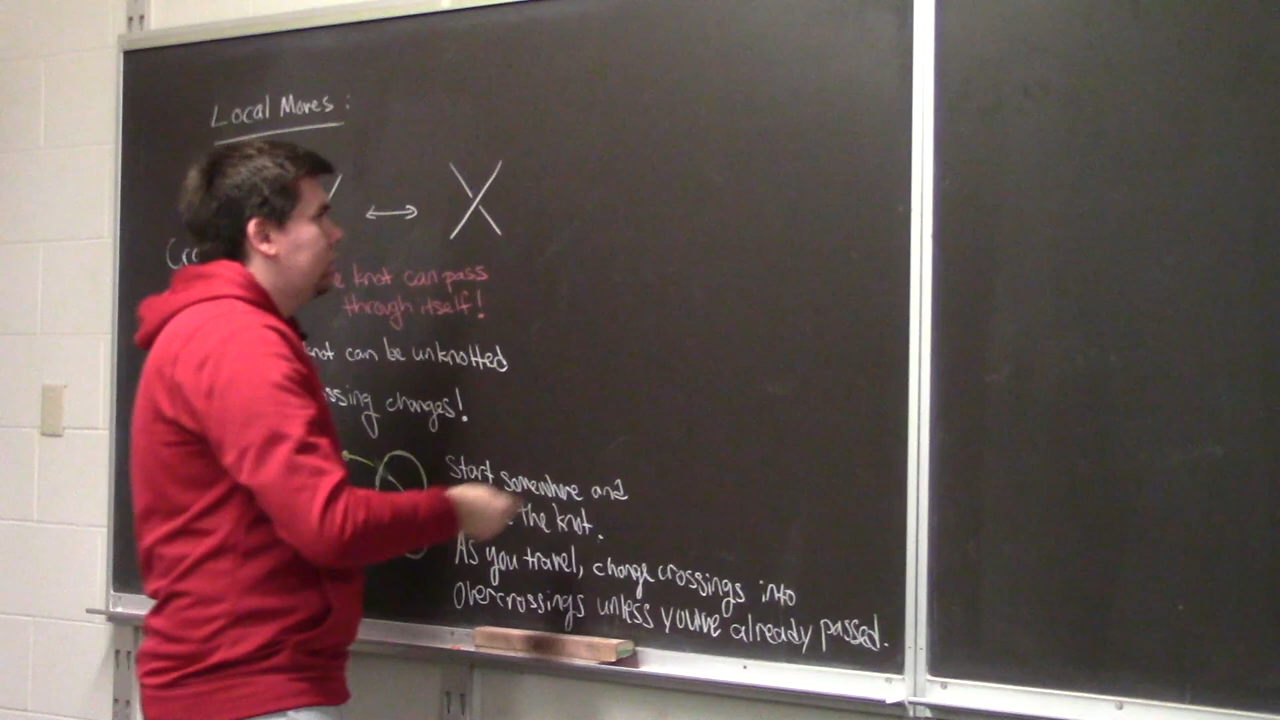 Local Moves:
Cro
e knot can pass
through itself!
knot can be unknotted
ssing changes!
Start somewhere and
the knot.
As you travel, change crossings into
overcrossings unless you've already passed.